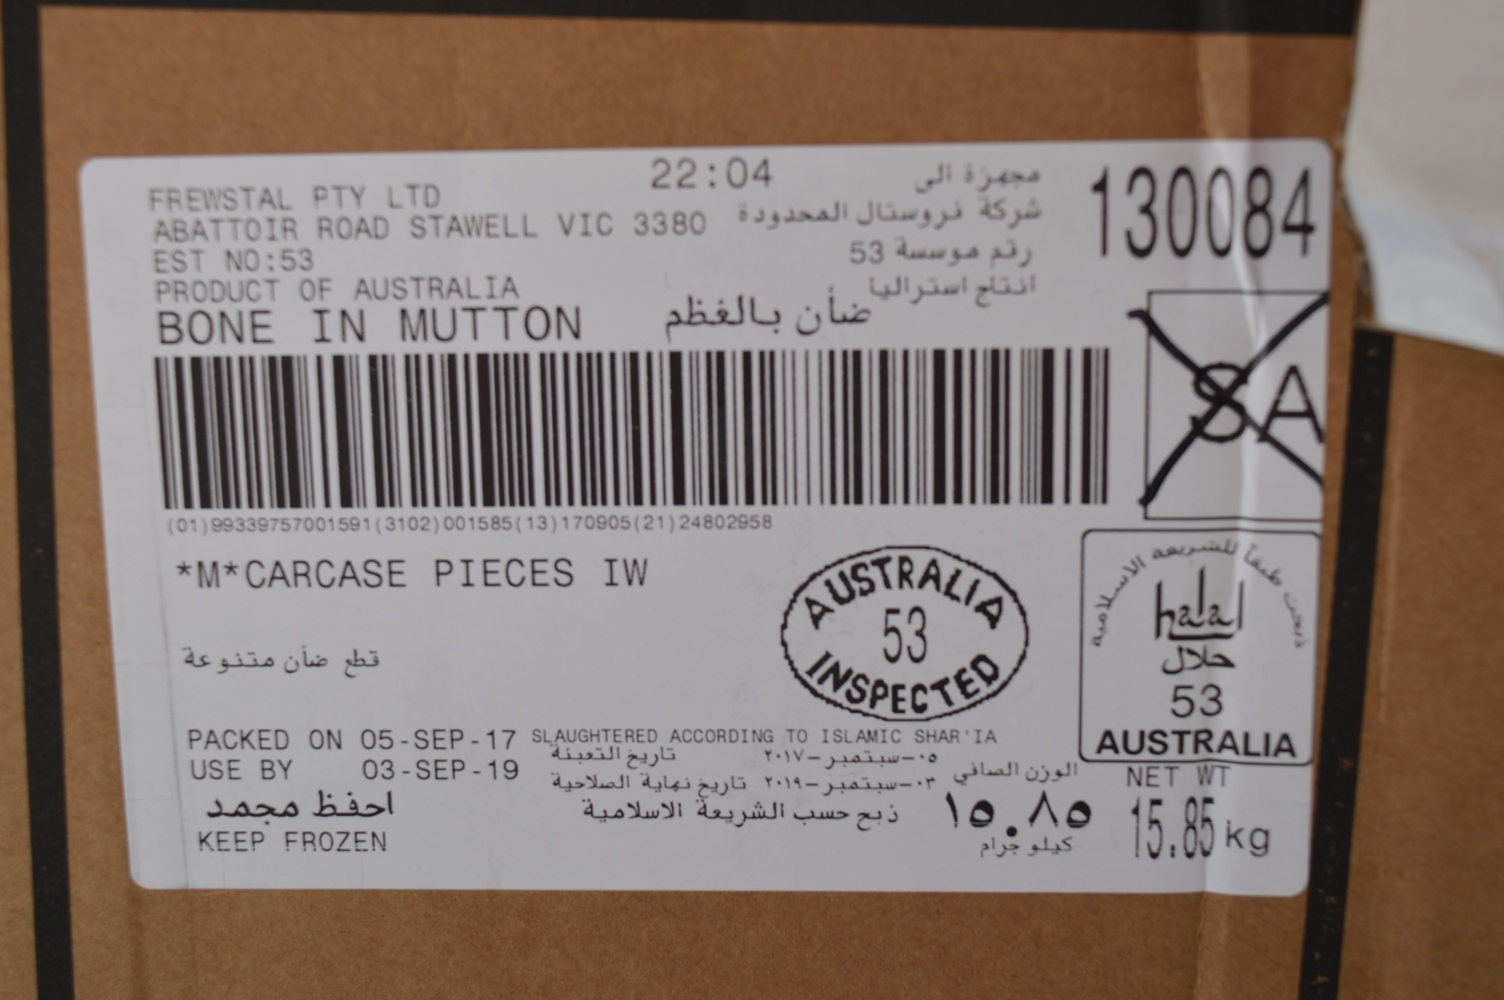 22:04
FREWSTAL PTY LTD
ABATTOIR ROAD STAWELL VIC 3380
EST NO:53
PRODUCT OF AUSTRALIA
مجهزة الى
شركة فروستال المحدودة
رقم موسسة 53
انتاج استراليا
130084
BONE IN MUTTON ضأن بالغظم
SA
(01)99339757001591(3102)001585(13)170905(21)24802958
*M*CARCASE PIECES IW
قطع ضأن متنوعة
AUSTRALIA
53
INSPECTED
ذبحت طبقاً للشريعة الاسلامية
halal
حلال
53
AUSTRALIA
PACKED ON 05-SEP-17 SLAUGHTERED ACCORDING TO ISLAMIC SHAR'IA
تاريخ التعبئة ٠٥-سبتمبر-٢٠١٧
USE BY 03-SEP-19
تاريخ نهاية الصلاحية ٠٣-سبتمبر-٢٠١٩
ذبح حسب الشريعة الاسلامية
احفظ مجمد
KEEP FROZEN
الوزن الصافي
١٥.٨٥
كيلو جرام
NET WT
15.85 kg